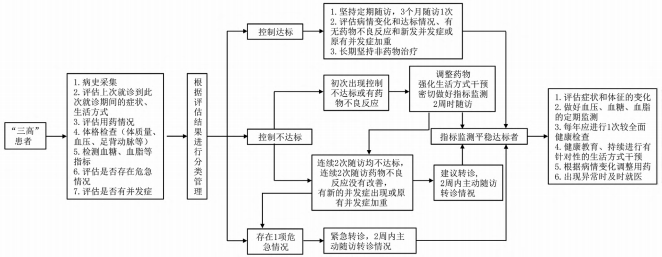 “三高”
患者
1. 病史采集
2. 评估上次就诊到此
次就诊期间的症状、
生活方式
3. 评估用药情况
4. 体格检查（体质量、
血压、足背动脉等）
5. 检测血糖、血脂等
指标
6. 评估是否存在危急
情况
7. 评估是否有并发症
根据评估结果进行分类管理
控制达标
1. 坚持定期随访，3个月随访1次
2. 评估病情变化和达标情况、有
无药物不良反应和新发并发症或
原有并发症加重
3. 长期坚持非药物治疗
控制不达标
初次出现控制
不达标或有药
物不良反应
调整药物
强化生活方式干预
密切做好指标监测
2周时随访
连续2次随访均不达标，
连续2次随访药物不良
反应没有改善，
有新的并发症出现或原
有并发症加重
建议转诊，
2周内主动随访
转诊情况
存在1项危
急情况
紧急转诊，2周内主
动随访转诊情况
指标监测平稳达标者
1. 评估症状和体征的变化
2. 做好血压、血糖、血脂
的定期监测
3. 每年应进行1次较全面
健康检查
4. 健康教育、持续进行有
针对性的生活方式干预
5. 根据病情变化调整用药
6. 出现异常时及时就医